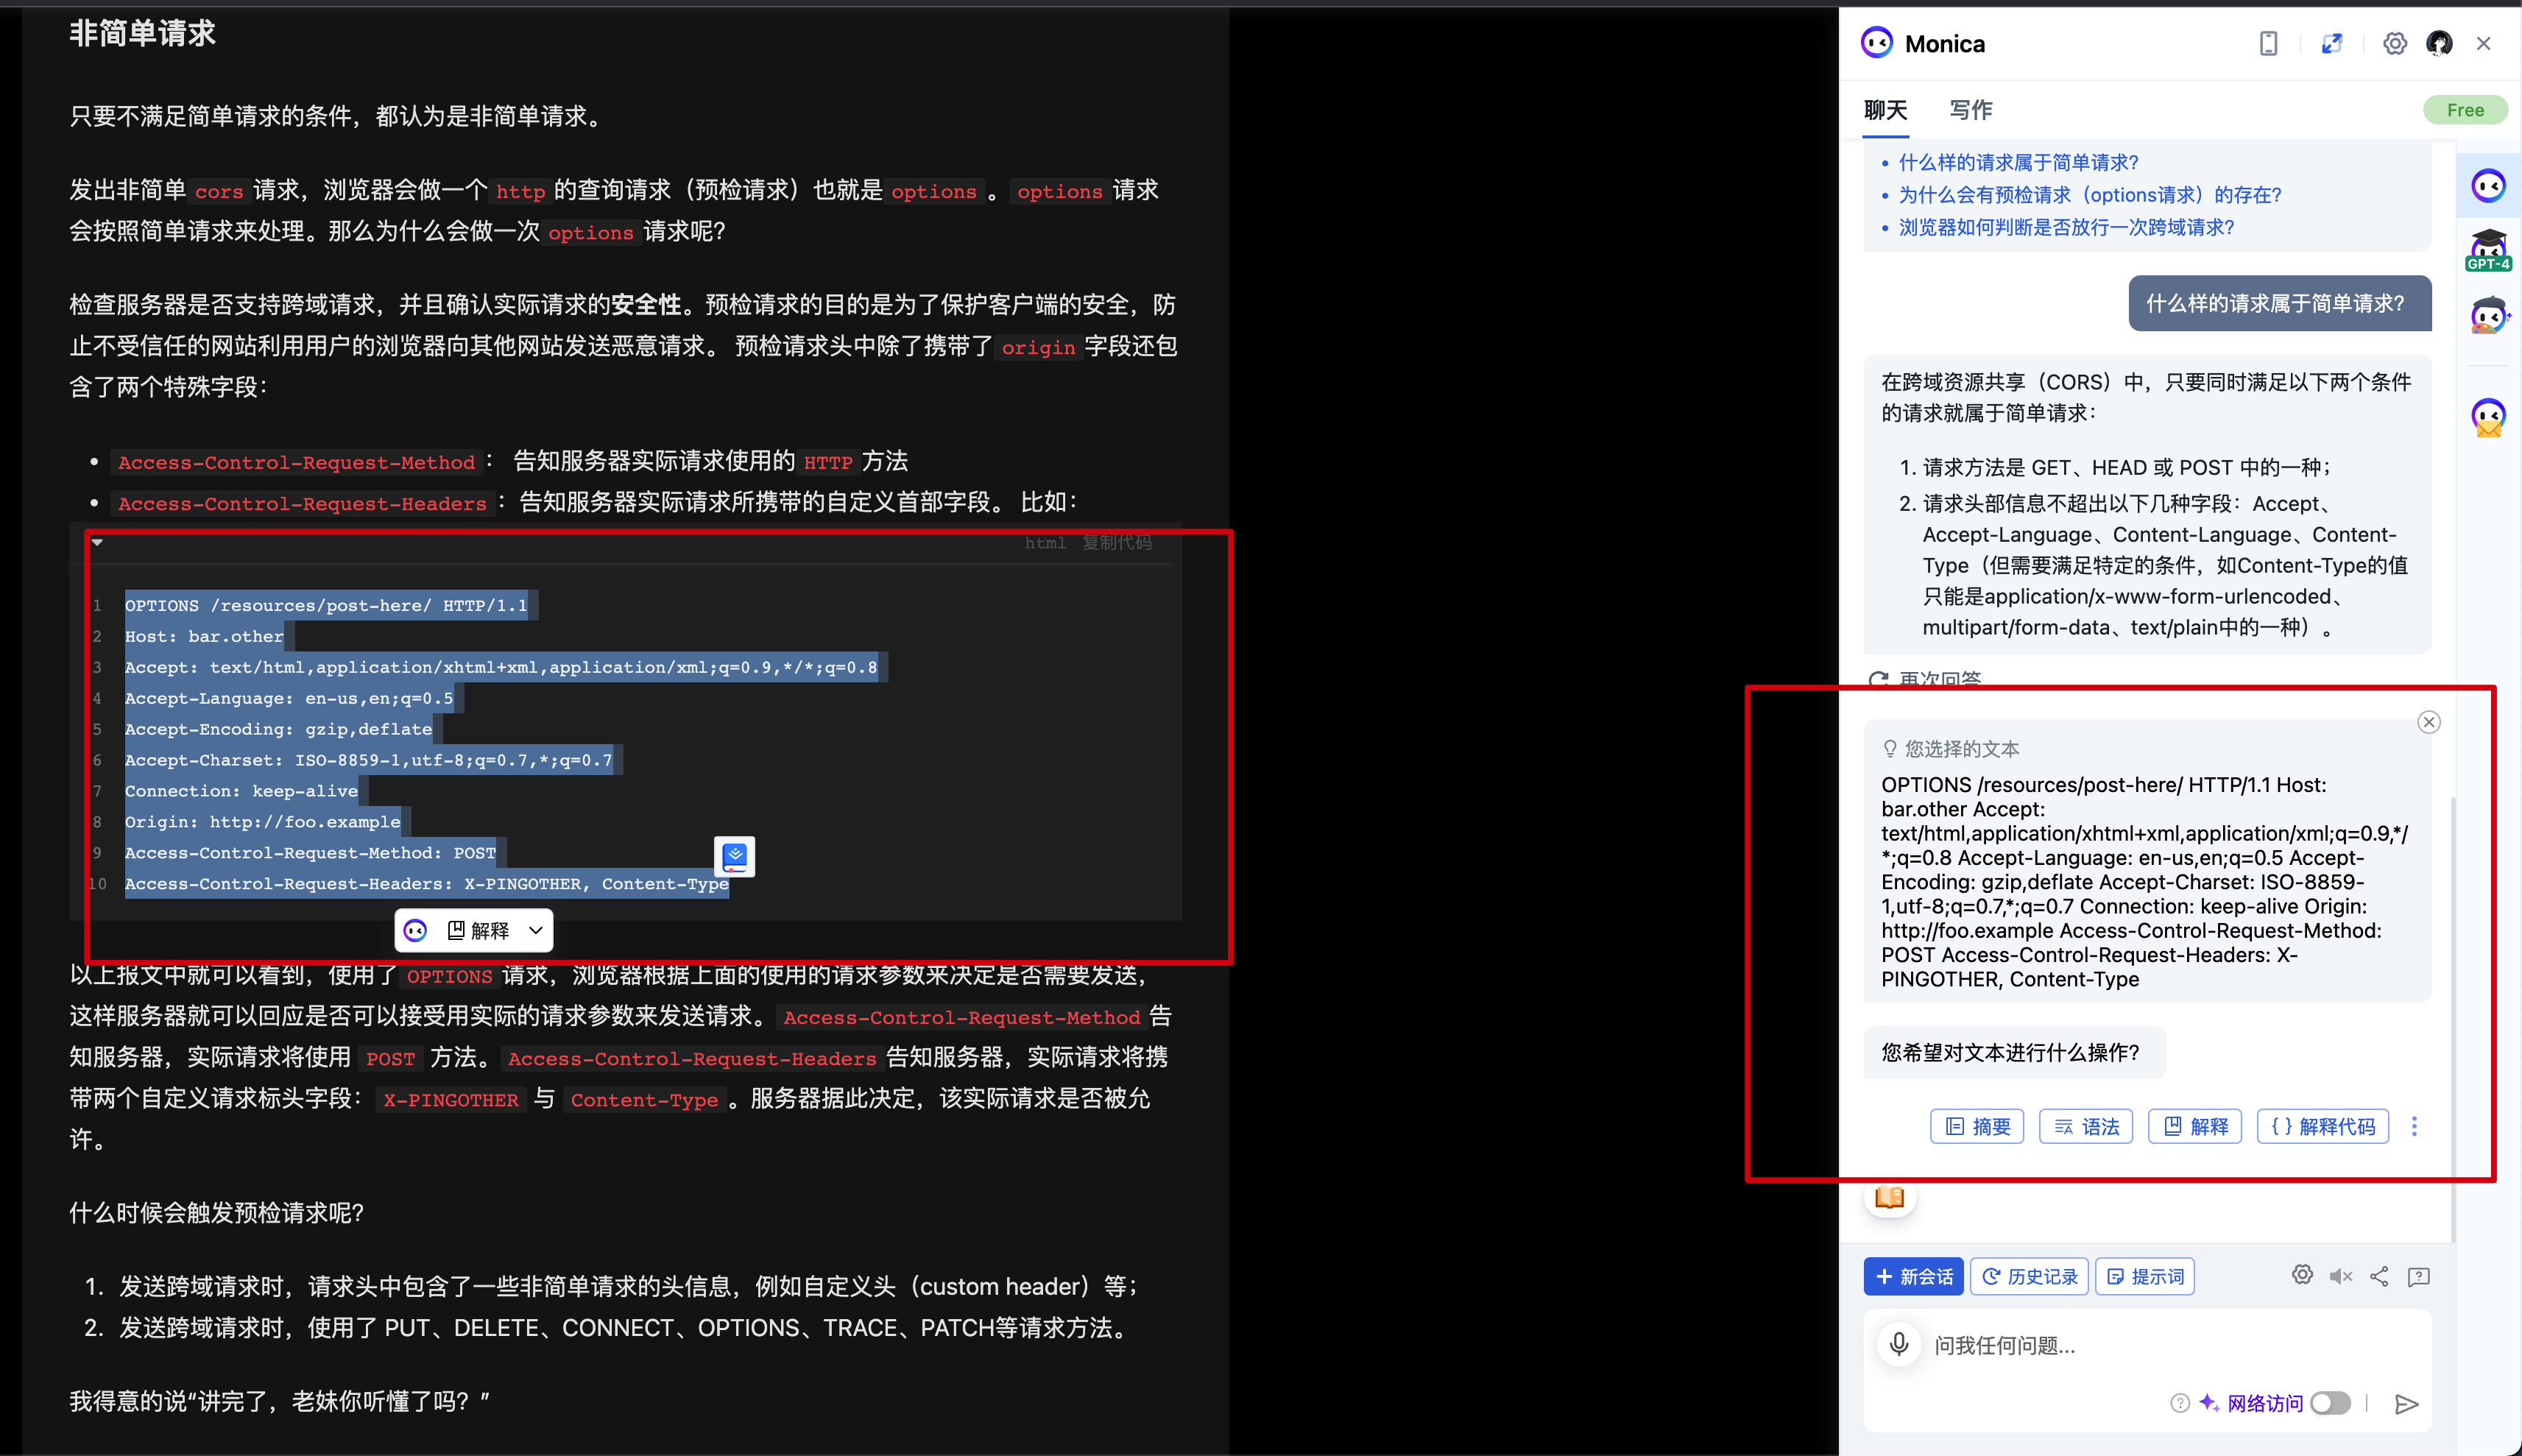 非简单请求
只要不满足简单请求的条件，都认为是非简单请求。
发出非简单 cors 请求，浏览器会做一个 http 的查询请求（预检请求）也就是 options 。 options 请求
会按照简单请求来处理。那么为什么会做一次 options 请求呢？
检查服务器是否支持跨域请求，并且确认实际请求的安全性。预检请求的目的是为了保护客户端的安全，防
止不受信任的网站利用用户的浏览器向其他网站发送恶意请求。 预检请求头中除了携带了 origin 字段还包
含了两个特殊字段：
• Access-Control-Request-Method ： 告知服务器实际请求使用的 HTTP 方法
• Access-Control-Request-Headers ：告知服务器实际请求所携带的自定义首部字段。 比如：
html 复制代码
1 OPTIONS /resources/post-here/ HTTP/1.1
2 Host: bar.other
3 Accept: text/html,application/xhtml+xml,application/xml;q=0.9,*/*;q=0.8
4 Accept-Language: en-us,en;q=0.5
5 Accept-Encoding: gzip,deflate
6 Accept-Charset: ISO-8859-1,utf-8;q=0.7,*;q=0.7
7 Connection: keep-alive
8 Origin: http://foo.example
9 Access-Control-Request-Method: POST
10 Access-Control-Request-Headers: X-PINGOTHER, Content-Type
解释
以上报文中就可以看到，使用了 OPTIONS 请求，浏览器根据上面的使用的请求参数来决定是否需要发送，
这样服务器就可以回应是否可以接受用实际的请求参数来发送请求。 Access-Control-Request-Method 告
知服务器，实际请求将使用 POST 方法。 Access-Control-Request-Headers 告知服务器，实际请求将携
带两个自定义请求标头字段： X-PINGOTHER 与 Content-Type 。服务器据此决定，该实际请求是否被允
许。
什么时候会触发预检请求呢？
1. 发送跨域请求时，请求头中包含了一些非简单请求的头信息，例如自定义头（custom header）等；
2. 发送跨域请求时，使用了 PUT、DELETE、CONNECT、OPTIONS、TRACE、PATCH等请求方法。
我得意的说“讲完了，老妹你听懂了吗？”
Monica
聊天 写作 Free
• 什么样的请求属于简单请求?
• 为什么会有预检请求（options请求）的存在?
• 浏览器如何判断是否放行一次跨域请求?
GPT-4
什么样的请求属于简单请求?
在跨域资源共享（CORS）中，只要同时满足以下两个条件
的请求就属于简单请求：
1. 请求方法是 GET、HEAD 或 POST 中的一种；
2. 请求头部信息不超出以下几种字段：Accept、
Accept-Language、Content-Language、Content-
Type（但需要满足特定的条件，如Content-Type的值
只能是application/x-www-form-urlencoded、
multipart/form-data、text/plain中的一种）。
再次回答
您选择的文本
OPTIONS /resources/post-here/ HTTP/1.1 Host:
bar.other Accept:
text/html,application/xhtml+xml,application/xml;q=0.9,*/
*;q=0.8 Accept-Language: en-us,en;q=0.5 Accept-
Encoding: gzip,deflate Accept-Charset: ISO-8859-
1,utf-8;q=0.7,*;q=0.7 Connection: keep-alive Origin:
http://foo.example Access-Control-Request-Method:
POST Access-Control-Request-Headers: X-
PINGOTHER, Content-Type
您希望对文本进行什么操作?
摘要 语法 解释 解释代码
新会话 历史记录 提示词
问我任何问题...
网络访问